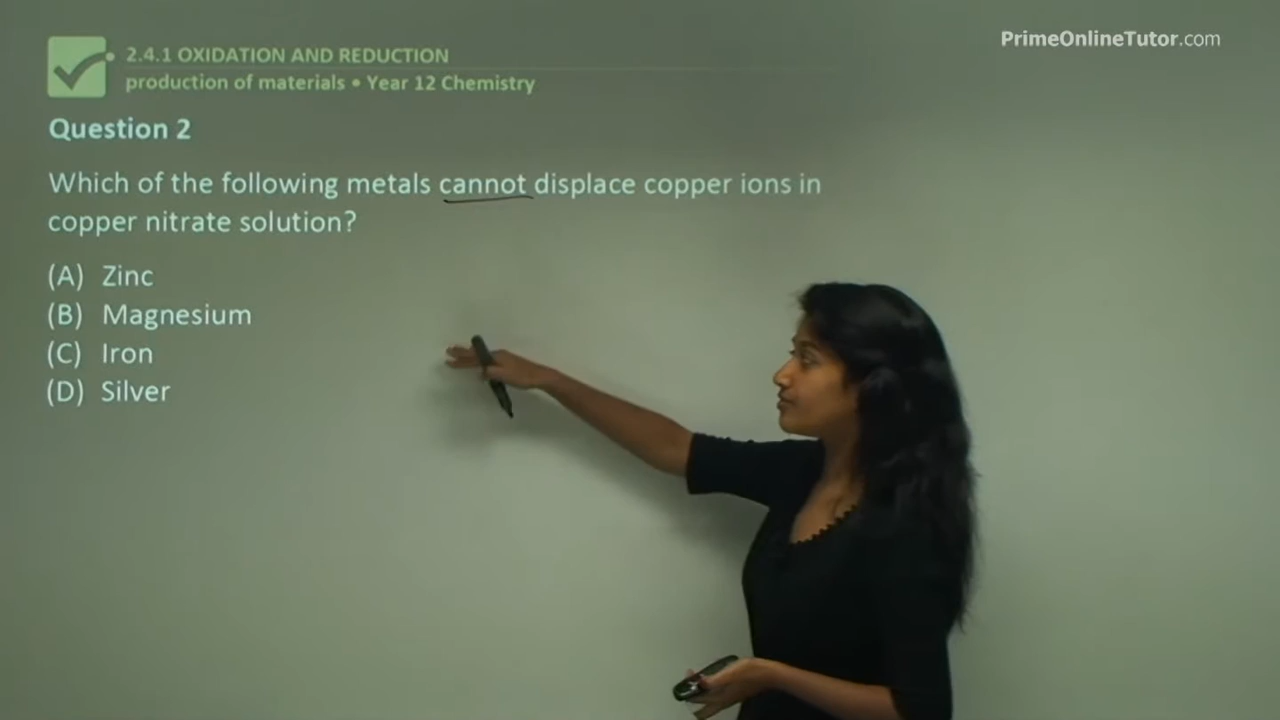 PrimeOnlineTutor.com
2.4.1 OXIDATION AND REDUCTION
production of materials • Year 12 Chemistry
Question 2
Which of the following metals cannot displace copper ions in
copper nitrate solution?
(A) Zinc
(B) Magnesium
(C) Iron
(D) Silver